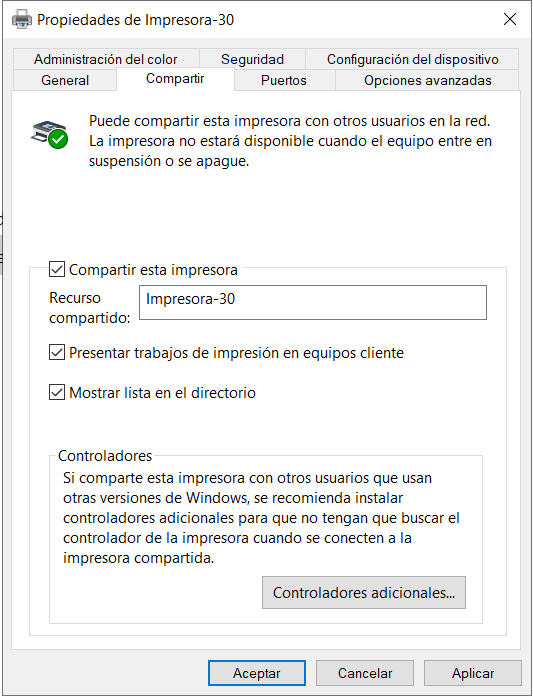 Propiedades de Impresora-30
Administración del color
Seguridad
Configuración del dispositivo
General
Compartir
Puertos
Opciones avanzadas
Puede compartir esta impresora con otros usuarios en la red.
La impresora no estará disponible cuando el equipo entre en
suspensión o se apague.
Compartir esta impresora
Recurso
compartido:
Impresora-30
Presentar trabajos de impresión en equipos cliente
Mostrar lista en el directorio
Controladores
Si comparte esta impresora con otros usuarios que usan
otras versiones de Windows, se recomienda instalar
controladores adicionales para que no tengan que buscar el
controlador de la impresora cuando se conecten a la
impresora compartida.
Controladores adicionales...
Aceptar
Cancelar
Aplicar